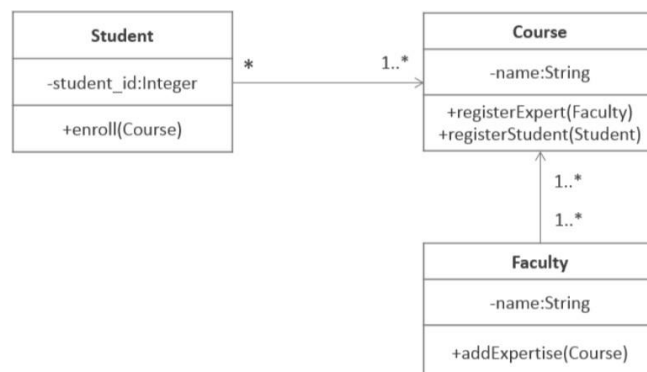 Student
-student_id:Integer
+enroll(Course)
*
1..*
Course
-name:String
+registerExpert(Faculty)
+registerStudent(Student)
1..*
1..*
Faculty
-name:String
+addExpertise(Course)